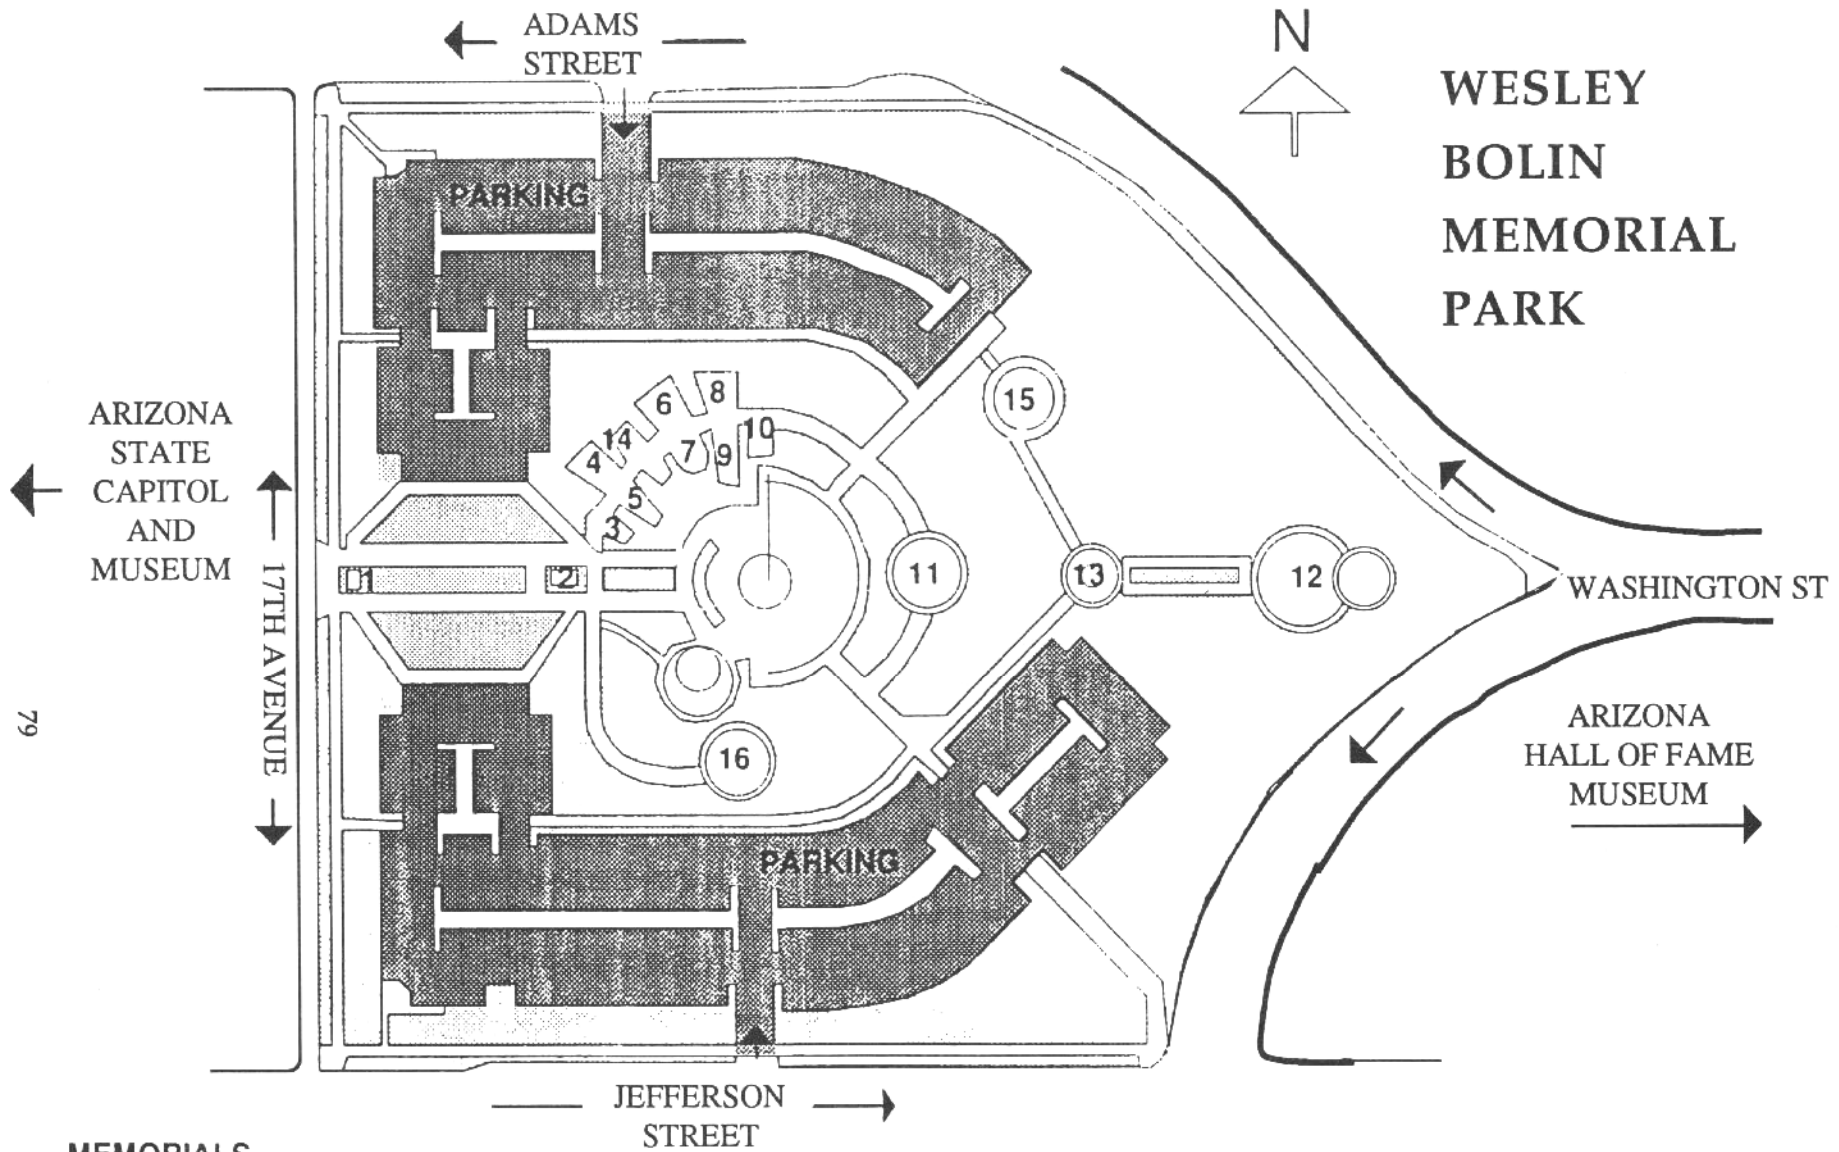 ADAMS
STREET
N
WESLEY
BOLIN
MEMORIAL
PARK
PARKING
8
6
15
14
10
4
7
9
5
3
ARIZONA
STATE
CAPITOL
AND
MUSEUM
17TH AVENUE
1
2
11
13
12
WASHINGTON ST
16
79
ARIZONA
HALL OF FAME
MUSEUM
PARKING
JEFFERSON
STREET
MEMORIALS